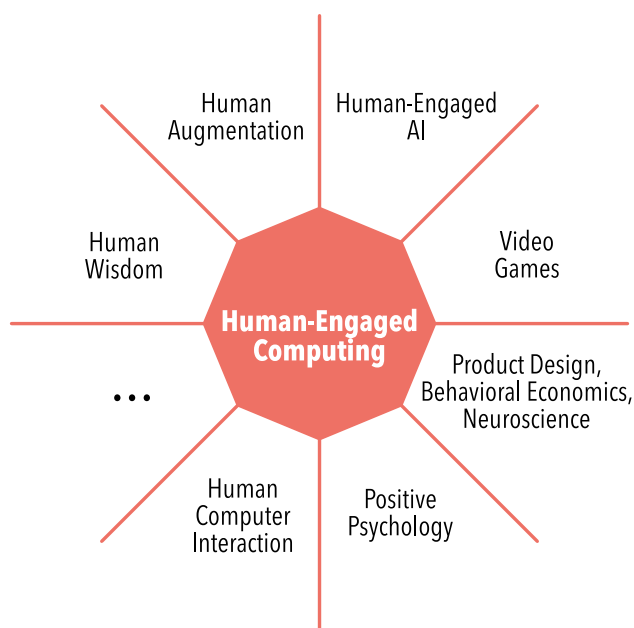 Human
Augmentation
Human-Engaged
AI
Human
Wisdom
Video
Games
Human-Engaged
Computing
...
Product Design,
Behavioral Economics,
Neuroscience
Human
Computer
Interaction
Positive
Psychology